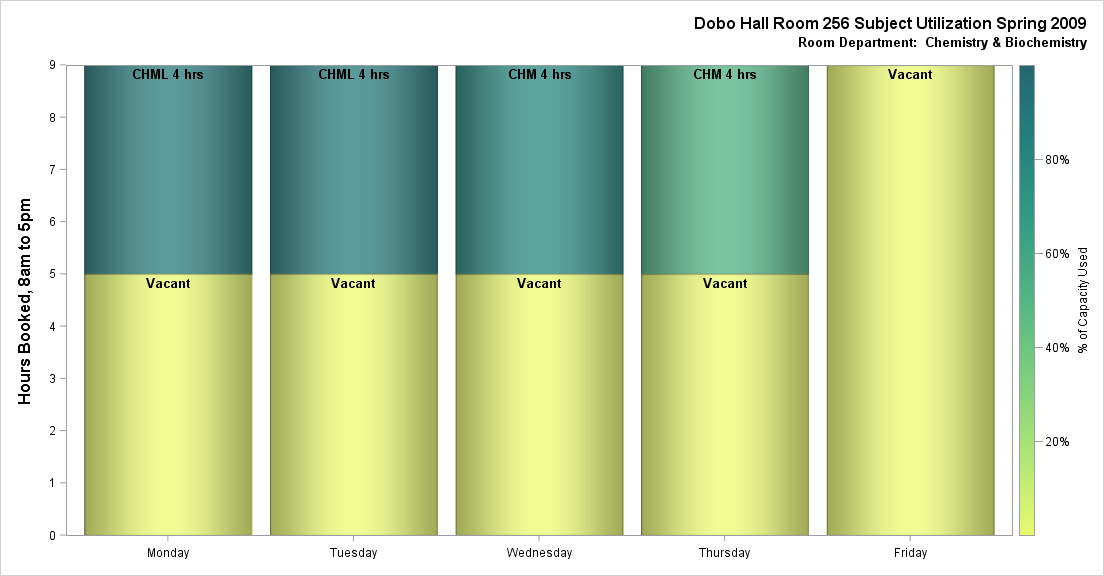 Dobo Hall Room 256 Subject Utilization Spring 2009
Room Department:  Chemistry & Biochemistry
Hours Booked, 8am to 5pm
9
8
7
6
5
4
3
2
1
0
CHML 4 hrs
CHML 4 hrs
CHM 4 hrs
CHM 4 hrs
Vacant
Vacant
Vacant
Vacant
Vacant
Monday
Tuesday
Wednesday
Thursday
Friday
80%
60%
40%
20%
% of Capacity Used